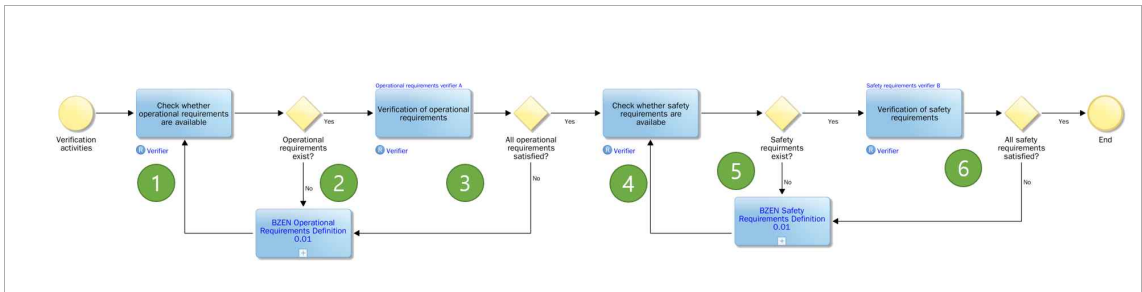 Verification
activities
Check whether
operational requirements
are available
R Verifier
1
Operational
requirements
exist?
Yes
No
2
BZEN Operational
Requirements Definition
0.01
+
Operational requirements verifier A
Verification of operational
requirements
R Verifier
3
All operational
requirements
satisfied?
Yes
No
Check whether safety
requirements are
availabe
R Verifier
4
Safety
requirments
exist?
Yes
No
5
BZEN Safety
Requirements Definition
0.01
+
Safety requirements verifier B
Verification of safety
requirements
R Verifier
6
All safety
requirements
satisfied?
Yes
No
End